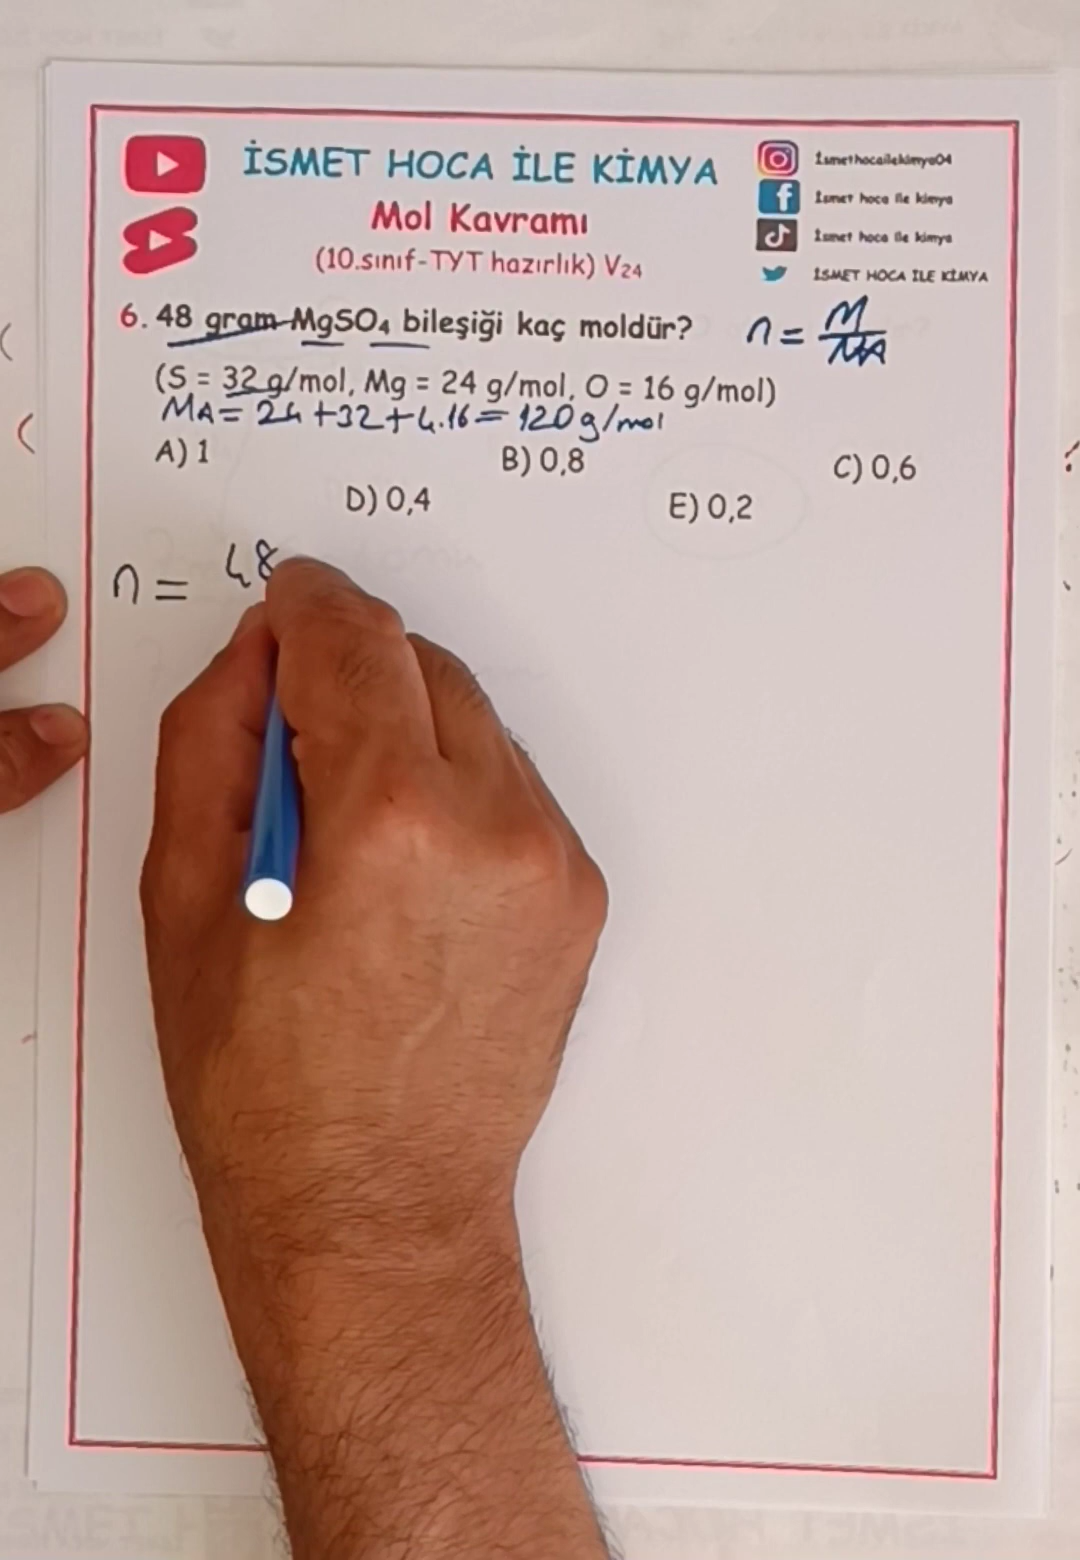 İSMET HOCA İLE KİMYA
Mol Kavramı
(10.sınıf-TYT hazırlık) V24
İsmethocailekimya04
İsmet hoca ile kimya
İsmet hoca ile kimya
İSMET HOCA ILE KİMYA
6. 48 gram MgSO₄ bileşiği kaç moldür?
n = M/MA
(S = 32 g/mol, Mg = 24 g/mol, O = 16 g/mol)
MA = 24 + 32 + 4.16 = 120 g/mol
A) 1
B) 0,8
C) 0,6
D) 0,4
E) 0,2
n = 48